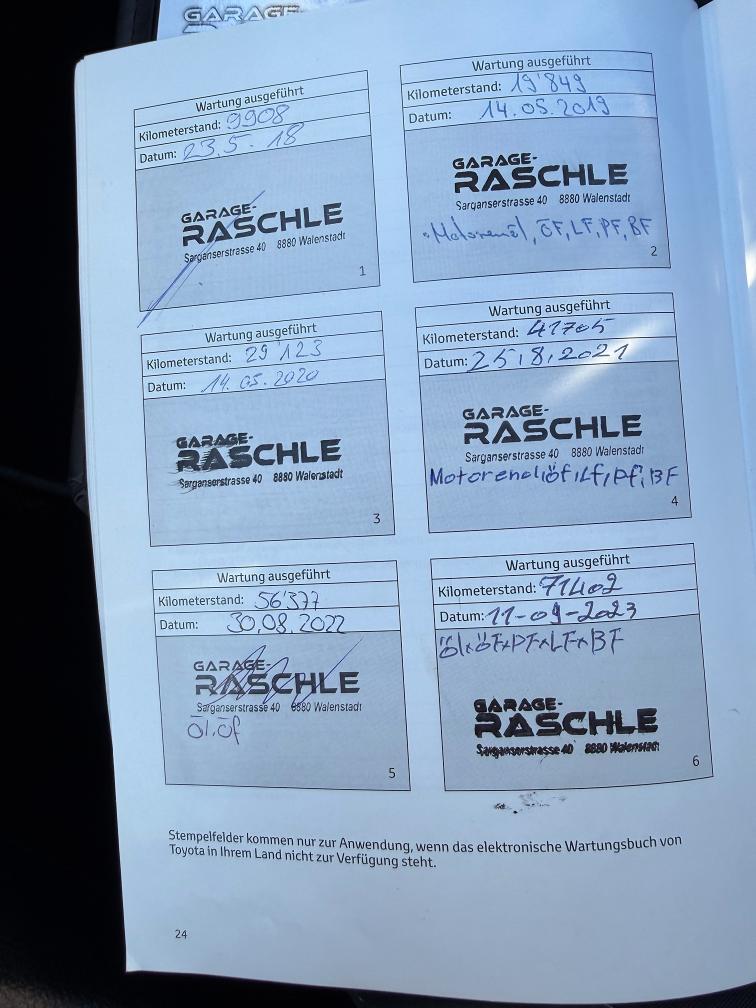 GARAGE
Wartung ausgeführt
Kilometerstand: 9908
Datum: 23.5.18
GARAGE-
RASCHLE
Sarganserstrasse 40 8880 Walenstadt
1
Wartung ausgeführt
Kilometerstand: 19'849
Datum: 14.05.2019
GARAGE-
RASCHLE
Sarganserstrasse 40 8880 Walenstadt
Motorenöl, ÖF, LF, PF, BF
2
Wartung ausgeführt
Kilometerstand: 29'123
Datum: 14.05.2020
GARAGE-
RASCHLE
Sarganserstrasse 40 8880 Walenstadt
3
Wartung ausgeführt
Kilometerstand: 41705
Datum: 25,8,2021
GARAGE-
RASCHLE
Sarganserstrasse 40 8880 Walenstadt
Motorenöl, öf, Lf, Pf, BF
4
Wartung ausgeführt
Kilometerstand: 56'377
Datum: 30.08.2022
GARAGE-
RASCHLE
Sarganserstrasse 40 8880 Walenstadt
Öl, Öf
5
Wartung ausgeführt
Kilometerstand: 71402
Datum: 11-09-2023
Öl×ÖF×PF×LF×BF
GARAGE-
RASCHLE
Sarganserstrasse 40 8880 Walenstadt
6
Stempelfelder kommen nur zur Anwendung, wenn das elektronische Wartungsbuch von
Toyota in Ihrem Land nicht zur Verfügung steht.
24